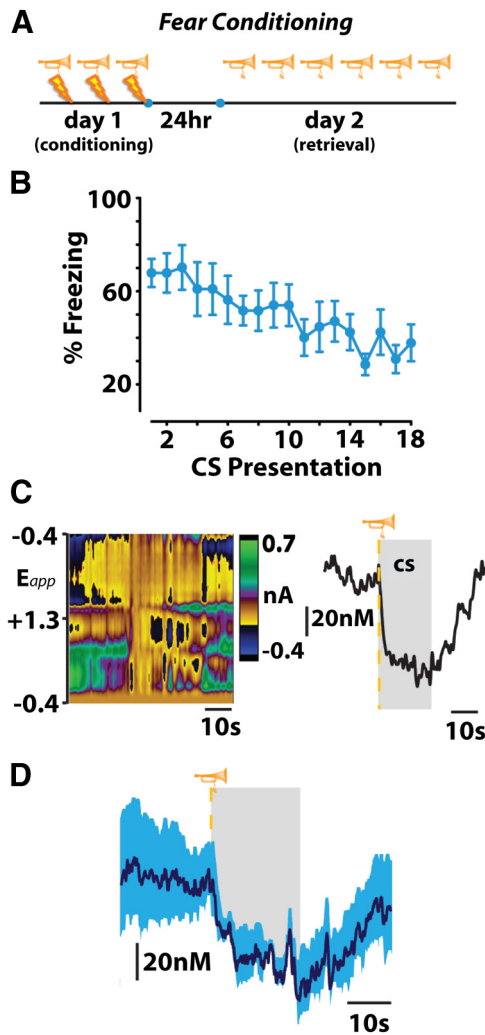 A
Fear Conditioning
day 1
(conditioning)
24hr
day 2
(retrieval)
B
% Freezing
100
60
20
2 6 10 14 18
CS Presentation
C
-0.4
Eapp
+1.3
-0.4
0.7
nA
-0.4
10s
cs
20nM
10s
D
20nM
10s